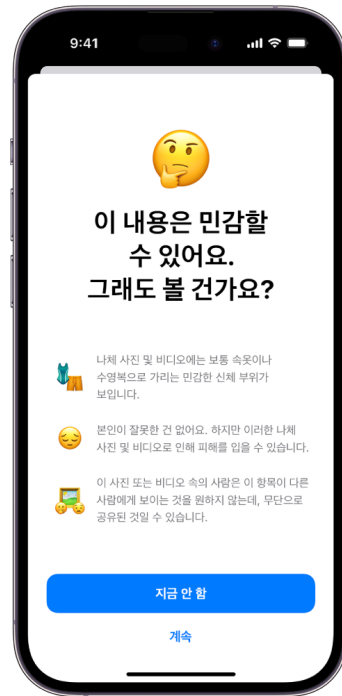 9:41
이 내용은 민감할
수 있어요.
그래도 볼 건가요?
나체 사진 및 비디오에는 보통 속옷이나
수영복으로 가리는 민감한 신체 부위가
보입니다.
본인이 잘못한 건 없어요. 하지만 이러한 나체
사진 및 비디오로 인해 피해를 입을 수 있습니다.
이 사진 또는 비디오 속의 사람은 이 항목이 다른
사람에게 보이는 것을 원하지 않는데, 무단으로
공유된 것일 수 있습니다.
지금 안 함
계속